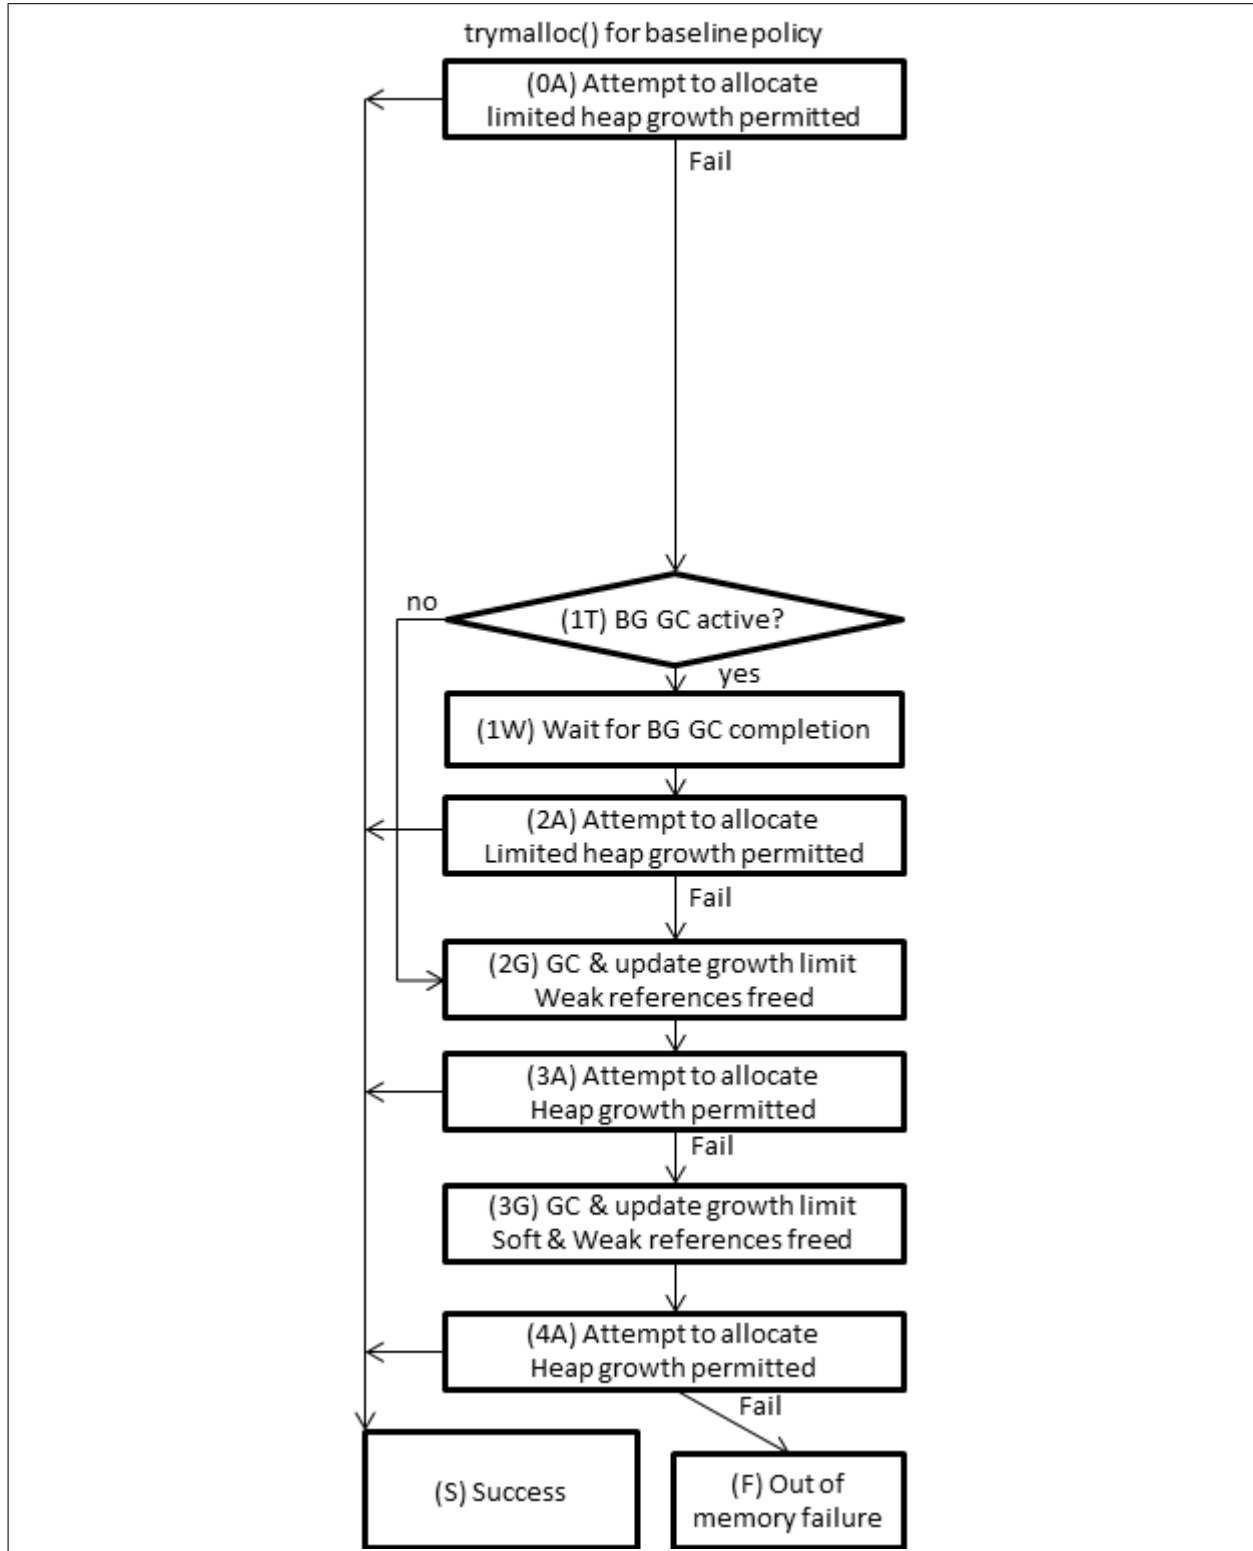 trymalloc() for baseline policy
(0A) Attempt to allocate
limited heap growth permitted
Fail
no
(1T) BG GC active?
yes
(1W) Wait for BG GC completion
(2A) Attempt to allocate
Limited heap growth permitted
Fail
(2G) GC & update growth limit
Weak references freed
(3A) Attempt to allocate
Heap growth permitted
Fail
(3G) GC & update growth limit
Soft & Weak references freed
(4A) Attempt to allocate
Heap growth permitted
Fail
(S) Success
(F) Out of
memory failure